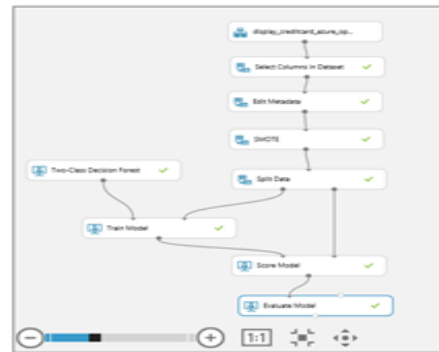 display_creditcard_azure_op...
Select Columns in Dataset
Edit Metadata
SMOTE
Two-Class Decision Forest
Split Data
Train Model
Score Model
Evaluate Model
1:1